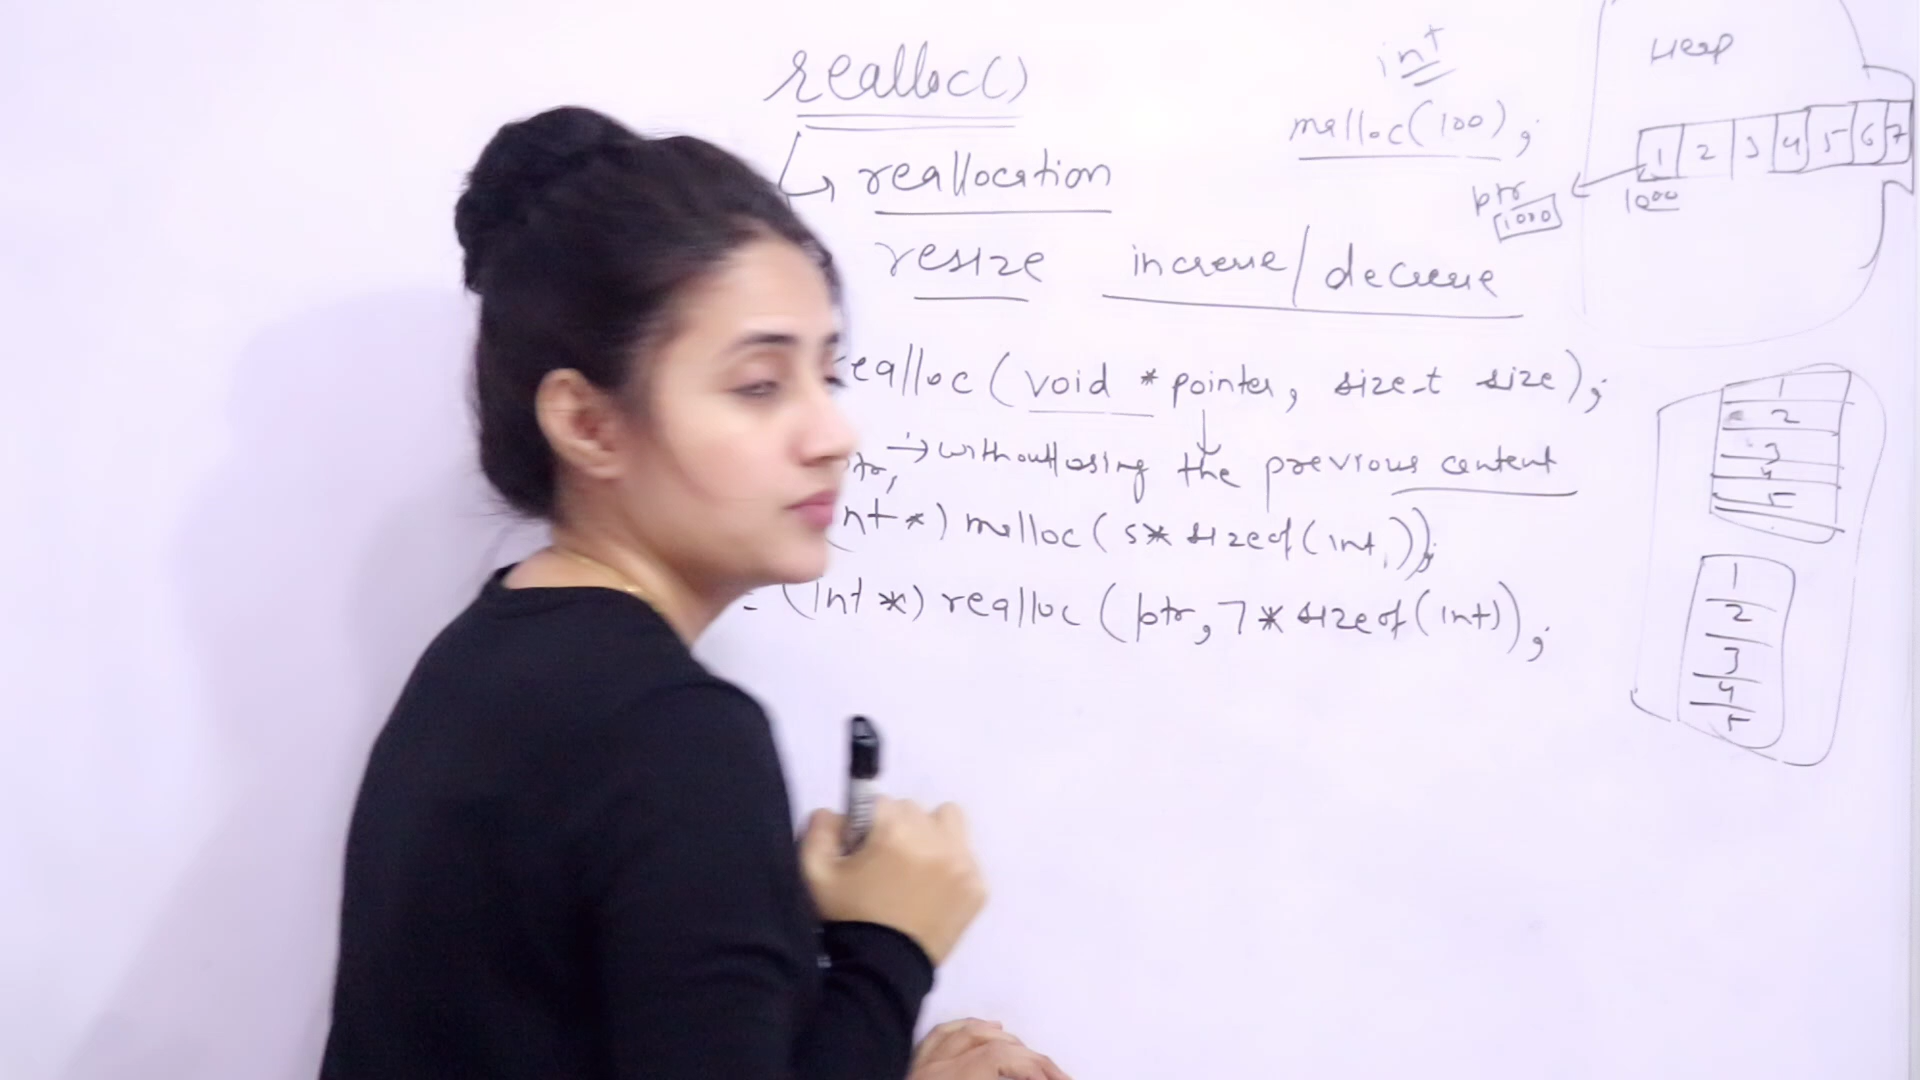 realloc()
↳ reallocation
resize increase/decrease
ealloc (void * pointer, size_t size);
tr, → without losing the previous content
nt *) malloc ( 5* sizeof(int));
= (int *) realloc (ptr, 7 * sizeof(int));
int
malloc(100);
Heap
1 2 3 4 5 6 7
ptr
1000
1000
1
2
3
4
5
1
2
3
4
5